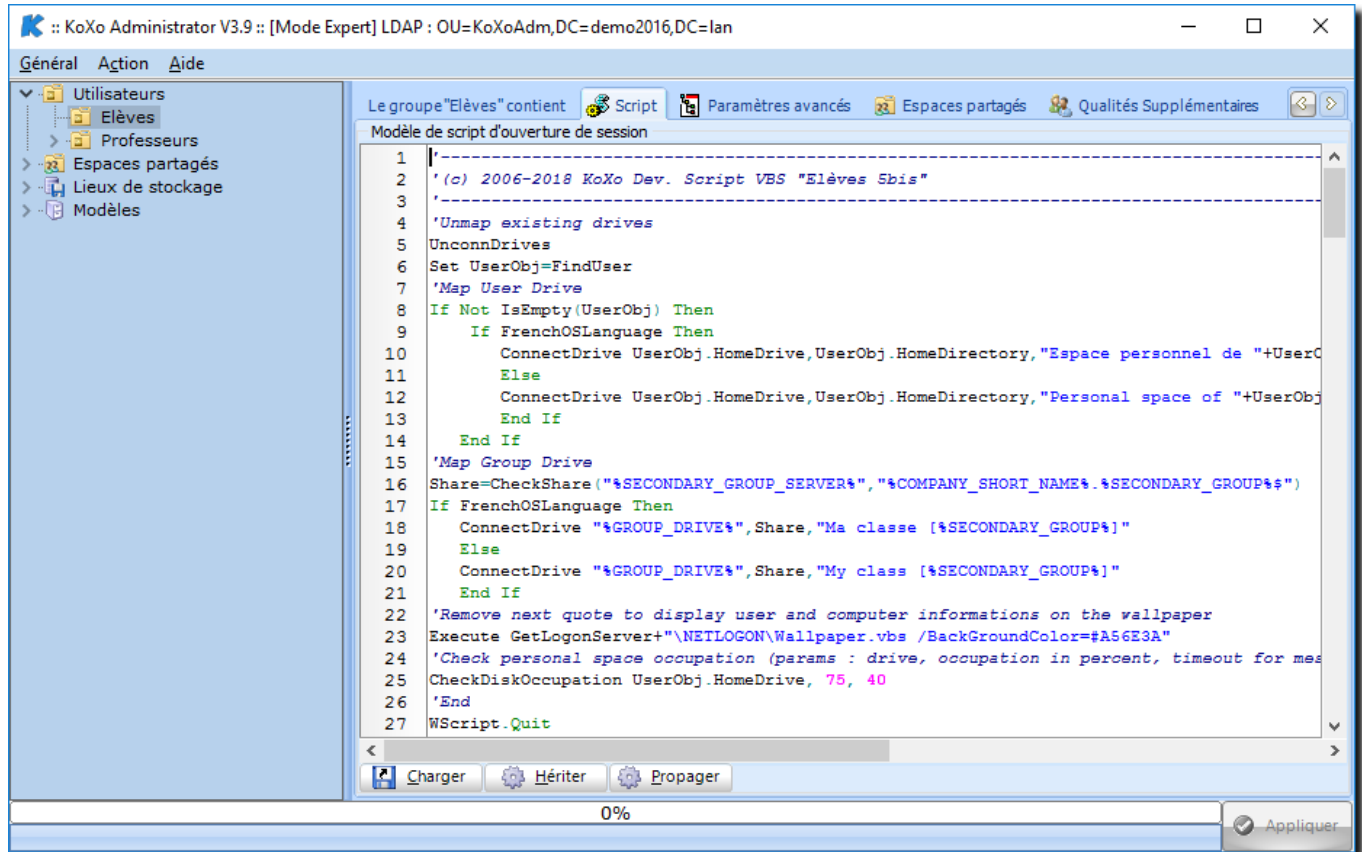 :: KoXo Administrator V3.9 :: [Mode Expert] LDAP : OU=KoXoAdm,DC=demo2016,DC=lan
Général Action Aide
Utilisateurs
Elèves
Professeurs
Espaces partagés
Lieux de stockage
Modèles
Le groupe"Elèves"contient Script Paramètres avancés Espaces partagés Qualités Supplémentaires
Modèle de script d'ouverture de session
1 '--------------------------------------------------------------------------------------
2 '(c) 2006-2018 KoXo Dev. Script VBS "Elèves 5bis"
3 '--------------------------------------------------------------------------------------
4 'Unmap existing drives
5 UnconnDrives
6 Set UserObj=FindUser
7 'Map User Drive
8 If Not IsEmpty(UserObj) Then
9 If FrenchOSLanguage Then
10 ConnectDrive UserObj.HomeDrive,UserObj.HomeDirectory,"Espace personnel de "+UserO
11 Else
12 ConnectDrive UserObj.HomeDrive,UserObj.HomeDirectory,"Personal space of "+UserObj
13 End If
14 End If
15 'Map Group Drive
16 Share=CheckShare("%SECONDARY_GROUP_SERVER%","%COMPANY_SHORT_NAME%.%SECONDARY_GROUP%$")
17 If FrenchOSLanguage Then
18 ConnectDrive "%GROUP_DRIVE%",Share,"Ma classe [%SECONDARY_GROUP%]"
19 Else
20 ConnectDrive "%GROUP_DRIVE%",Share,"My class [%SECONDARY_GROUP%]"
21 End If
22 'Remove next quote to display user and computer informations on the wallpaper
23 Execute GetLogonServer+"\NETLOGON\Wallpaper.vbs /BackGroundColor=#A56E3A"
24 'Check personal space occupation (params : drive, occupation in percent, timeout for mes
25 CheckDiskOccupation UserObj.HomeDrive, 75, 40
26 'End
27 WScript.Quit
Charger Hériter Propager
0%
Appliquer